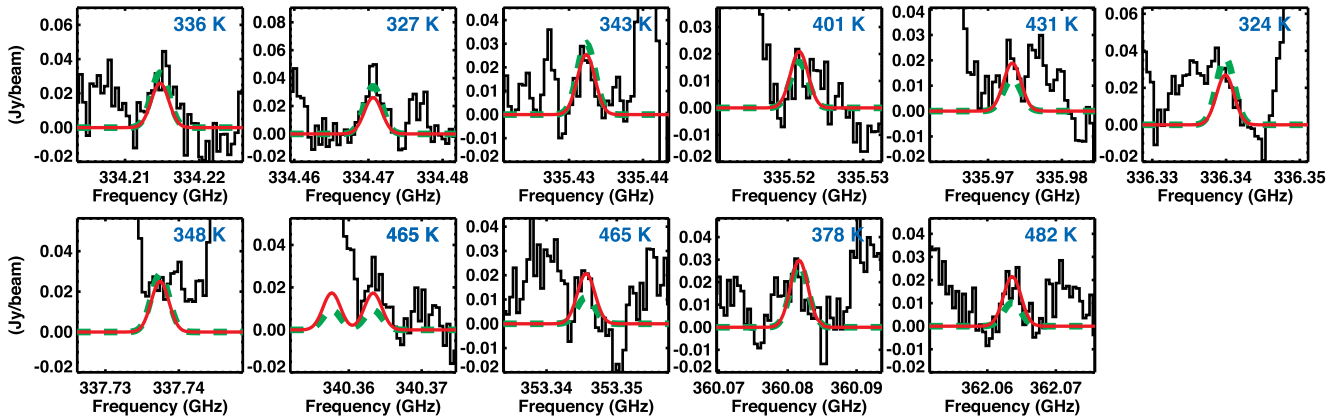 336 K
327 K
343 K
401 K
431 K
324 K
(Jy/beam)
0.06
0.04
0.02
0.00
-0.02
0.08
0.06
0.04
0.02
0.00
-0.02
0.04
0.03
0.02
0.01
0.00
-0.01
-0.02
0.04
0.03
0.02
0.01
0.00
-0.01
-0.02
0.03
0.02
0.01
0.00
-0.01
-0.02
0.06
0.05
0.04
0.03
0.02
0.01
0.00
-0.01
-0.02
334.21 334.22
334.46 334.47 334.48
335.43 335.44
335.52 335.53
335.97 335.98
336.33 336.34 336.35
Frequency (GHz)
Frequency (GHz)
Frequency (GHz)
Frequency (GHz)
Frequency (GHz)
Frequency (GHz)
348 K
465 K
465 K
378 K
482 K
(Jy/beam)
0.04
0.02
0.00
-0.02
0.04
0.02
0.00
-0.02
0.04
0.03
0.02
0.01
0.00
-0.01
-0.02
0.04
0.03
0.02
0.01
0.00
-0.01
-0.02
0.04
0.02
0.00
-0.02
337.73 337.74
340.36 340.37
353.34 353.35
360.07 360.08 360.09
362.06 362.07
Frequency (GHz)
Frequency (GHz)
Frequency (GHz)
Frequency (GHz)
Frequency (GHz)